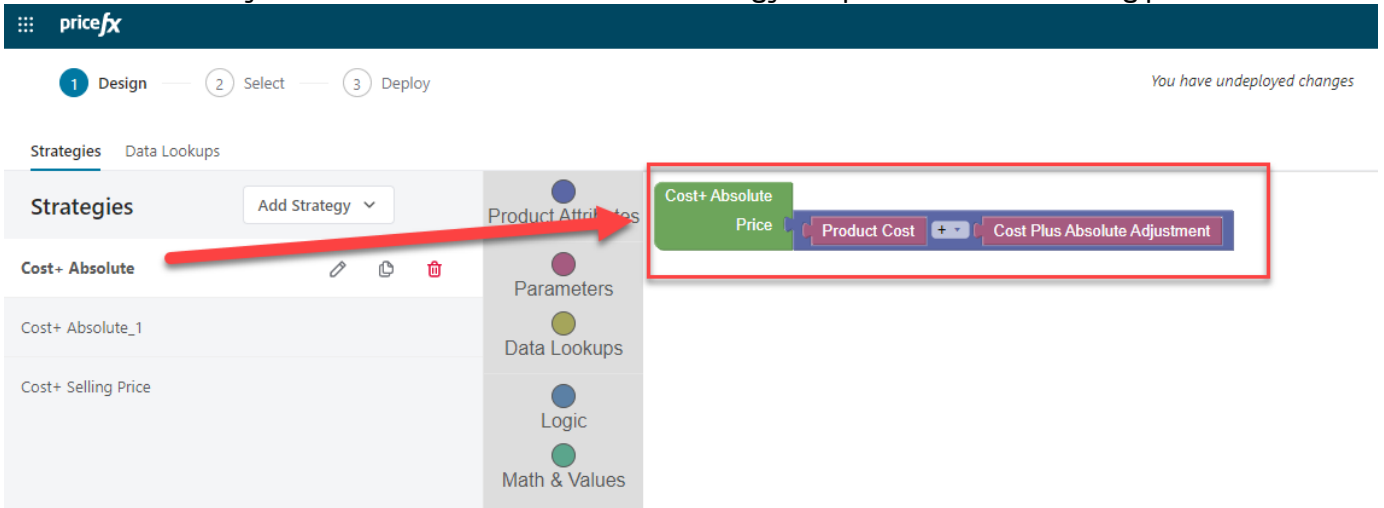 pricefx
1 Design 2 Select 3 Deploy
You have undeployed changes
Strategies Data Lookups
Strategies
Add Strategy
Cost+ Absolute
Cost+ Absolute_1
Cost+ Selling Price
Product Attributes
Parameters
Data Lookups
Logic
Math & Values
Cost+ Absolute
Price Product Cost + Cost Plus Absolute Adjustment